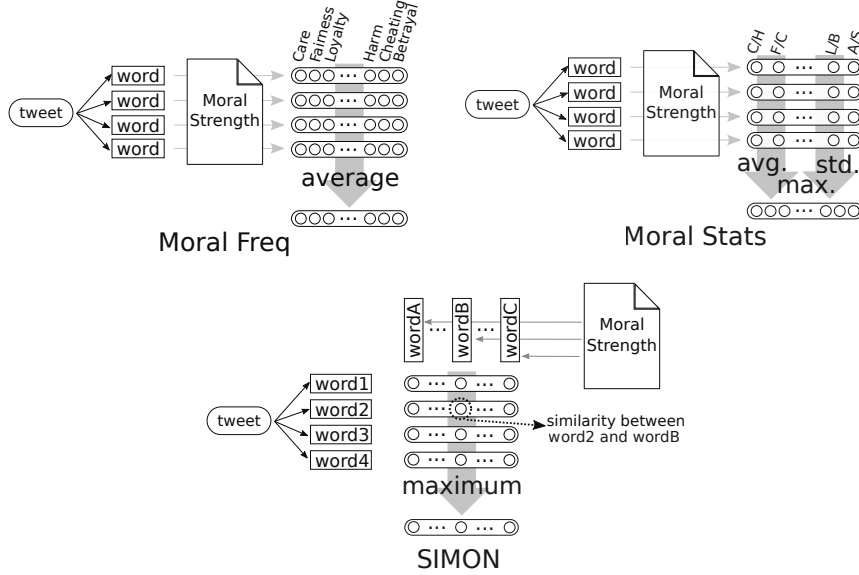 Care
Fairness
Loyalty
Harm
Cheating
Betrayal
tweet
word
word
word
word
Moral
Strength
...
...
...
...
average
...
Moral Freq
C/H
F/C
L/B
A/S
tweet
word
word
word
word
Moral
Strength
...
...
...
...
avg.
std.
max.
...
Moral Stats
wordA
...
wordB
...
wordC
Moral
Strength
tweet
word1
word2
word3
word4
... ...
... ...
... ...
... ...
similarity between
word2 and wordB
maximum
... ...
SIMON